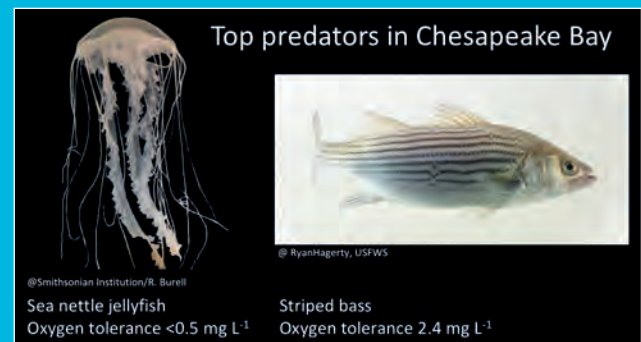 Top predators in Chesapeake Bay
@ RyanHagerty, USFWS
@Smithsonian Institution/R. Burell
Sea nettle jellyfish
Oxygen tolerance <0.5 mg L⁻¹
Striped bass
Oxygen tolerance 2.4 mg L⁻¹